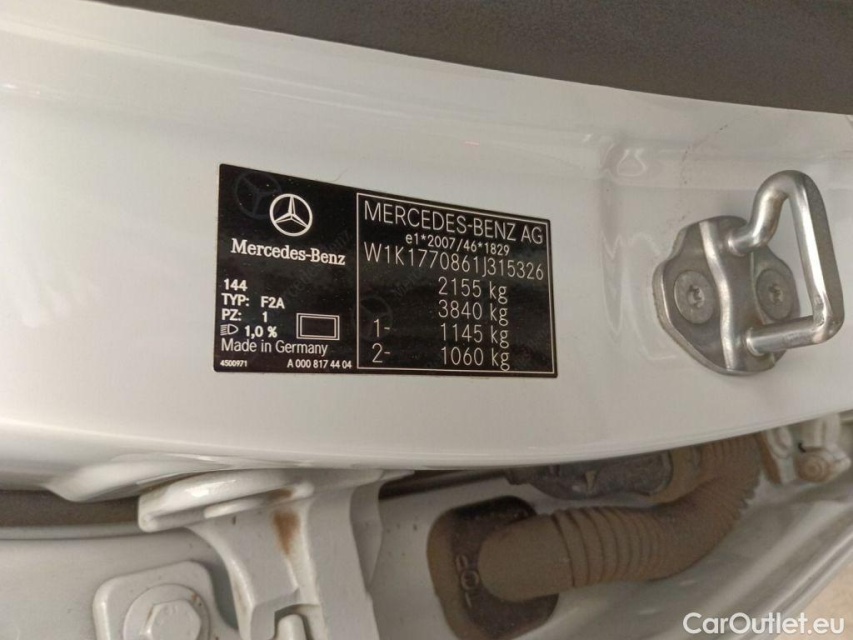 Mercedes-Benz
144
TYP: F2A
PZ: 1
1,0 %
Made in Germany
4500971 A 000 817 44 04
MERCEDES-BENZ AG
e1*2007/46*1829
W1K1770861J315326
2155 kg
3840 kg
1- 1145 kg
2- 1060 kg
CarOutlet.eu